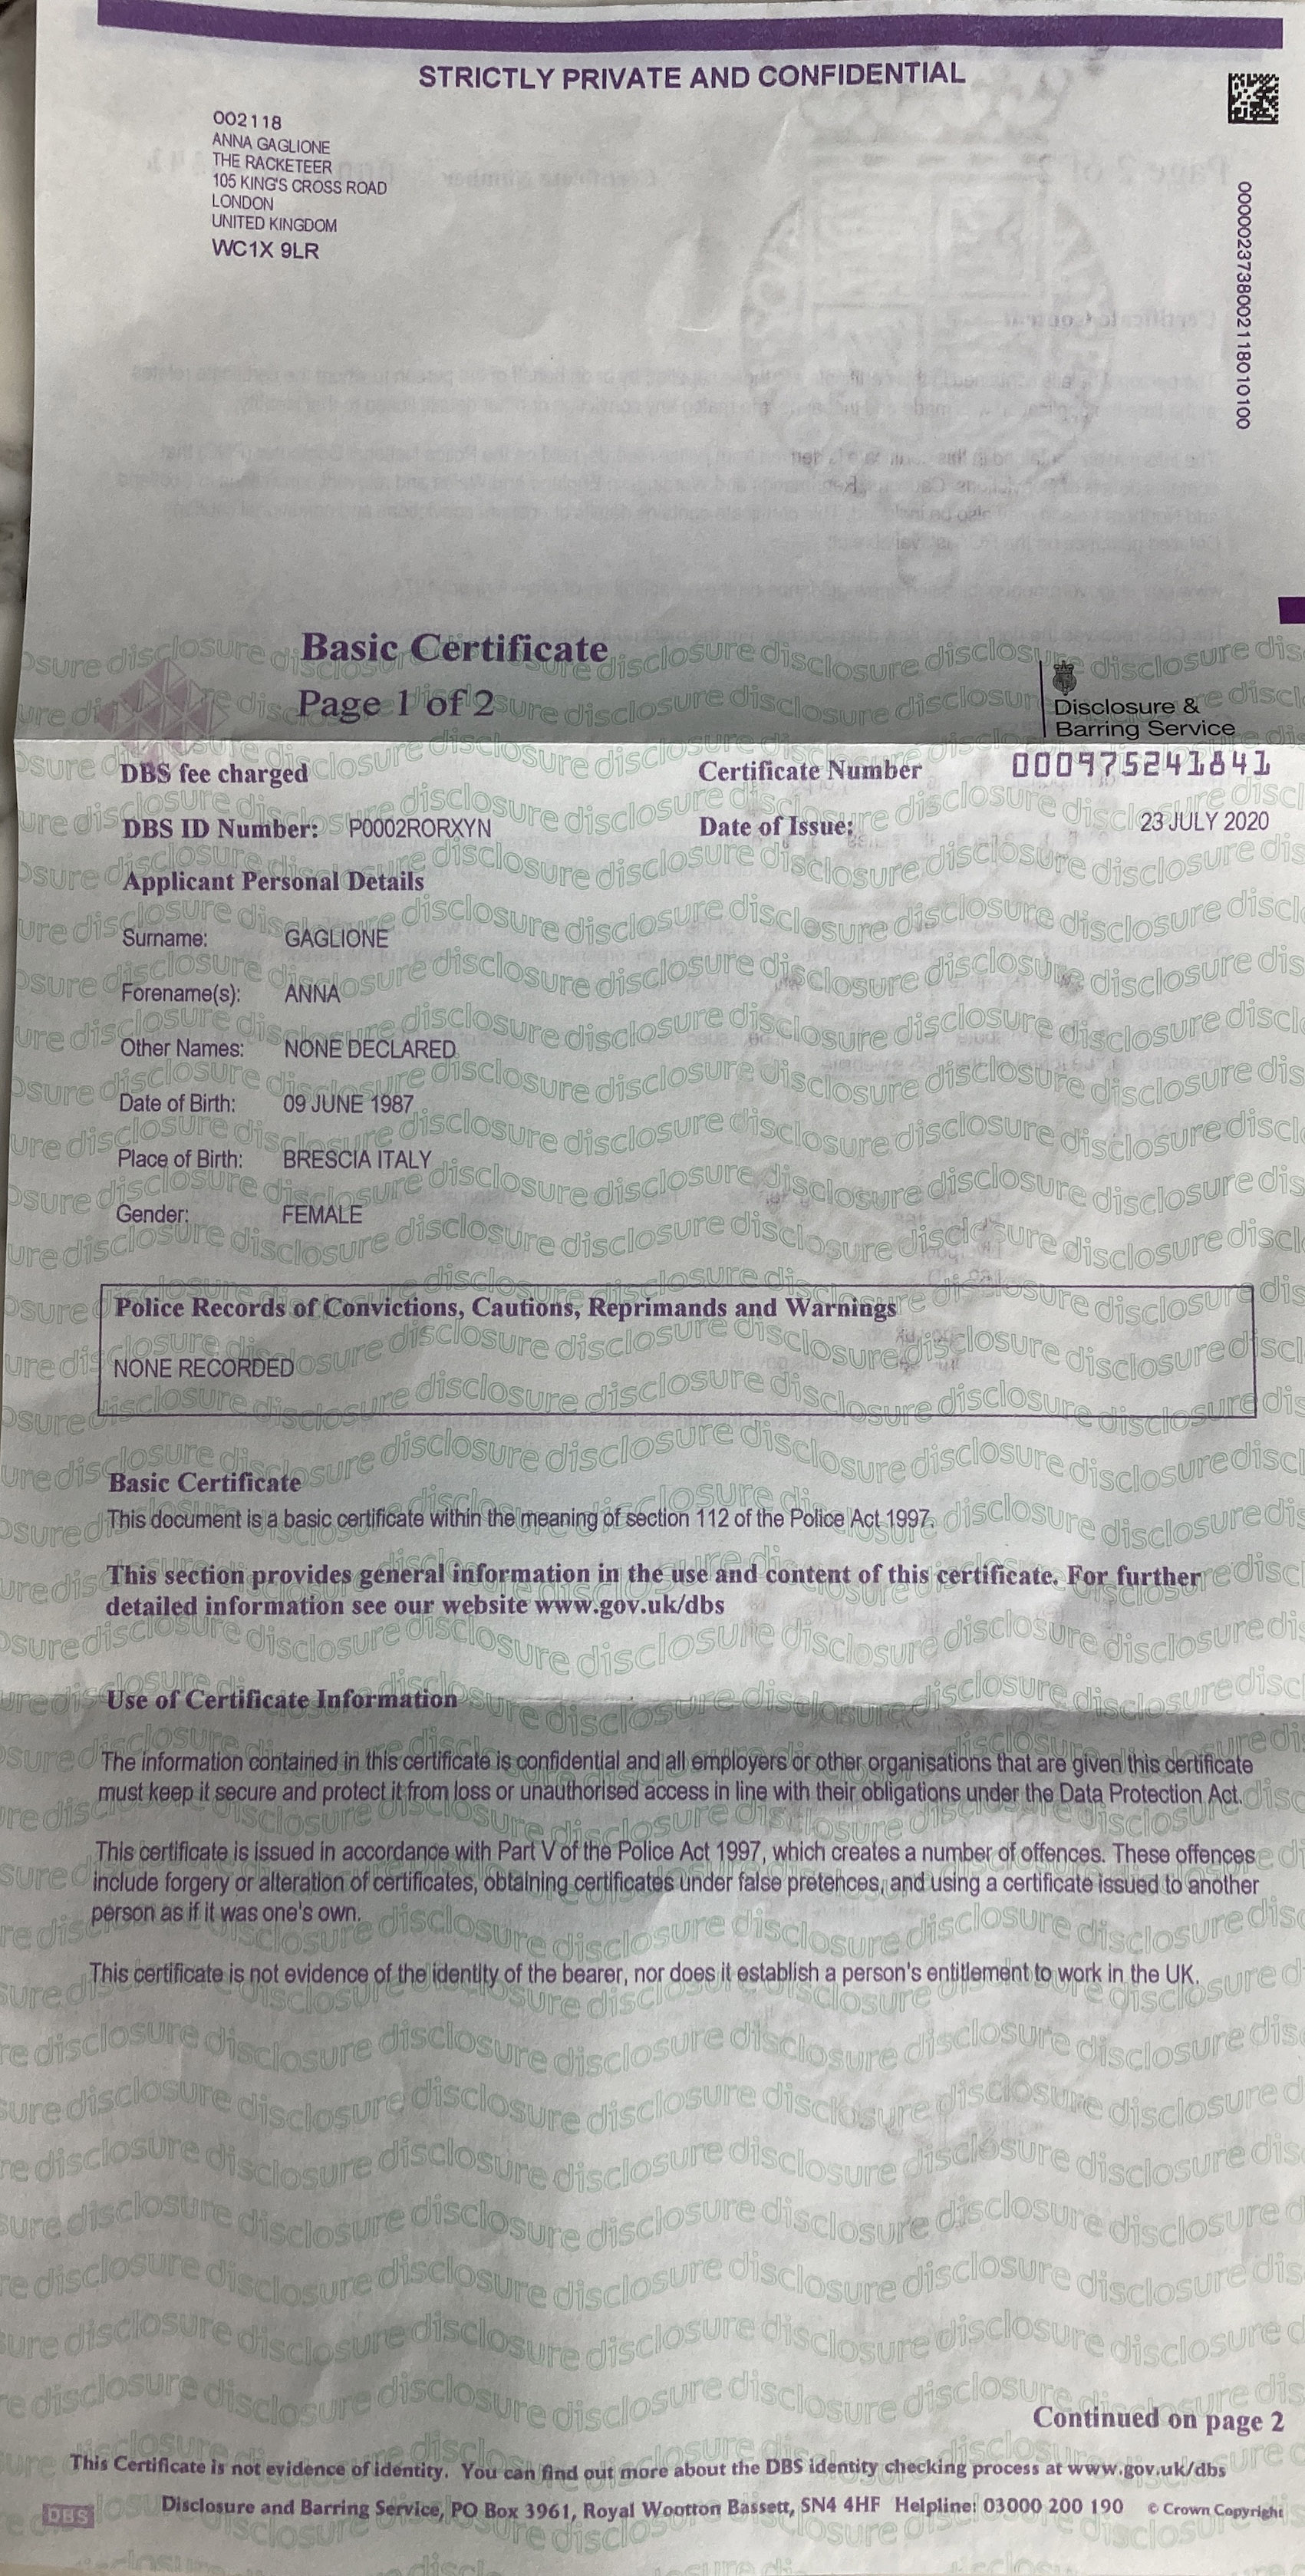 STRICTLY PRIVATE AND CONFIDENTIAL
002118
ANNA GAGLIONE
THE RACKETEER
105 KING'S CROSS ROAD
LONDON
UNITED KINGDOM
WC1X 9LR
000002373800211801010​0
Basic Certificate
Page 1 of 2
Disclosure &
Barring Service
DBS fee charged
Certificate Number 000975241841
DBS ID Number: P0002RORXYN
Date of Issue: 23 JULY 2020
Applicant Personal Details
Surname: GAGLIONE
Forename(s): ANNA
Other Names: NONE DECLARED
Date of Birth: 09 JUNE 1987
Place of Birth: BRESCIA ITALY
Gender: FEMALE
Police Records of Convictions, Cautions, Reprimands and Warnings
NONE RECORDED
Basic Certificate
This document is a basic certificate within the meaning of section 112 of the Police Act 1997.
This section provides general information in the use and content of this certificate. For further
detailed information see our website www.gov.uk/dbs
Use of Certificate Information
The information contained in this certificate is confidential and all employers or other organisations that are given this certificate
must keep it secure and protect it from loss or unauthorised access in line with their obligations under the Data Protection Act.
This certificate is issued in accordance with Part V of the Police Act 1997, which creates a number of offences. These offences
include forgery or alteration of certificates, obtaining certificates under false pretences, and using a certificate issued to another
person as if it was one's own.
This certificate is not evidence of the identity of the bearer, nor does it establish a person's entitlement to work in the UK.
Continued on page 2
This Certificate is not evidence of identity. You can find out more about the DBS identity checking process at www.gov.uk/dbs
DBS
Disclosure and Barring Service, PO Box 3961, Royal Wootton Bassett, SN4 4HF Helpline: 03000 200 190 © Crown Copyright